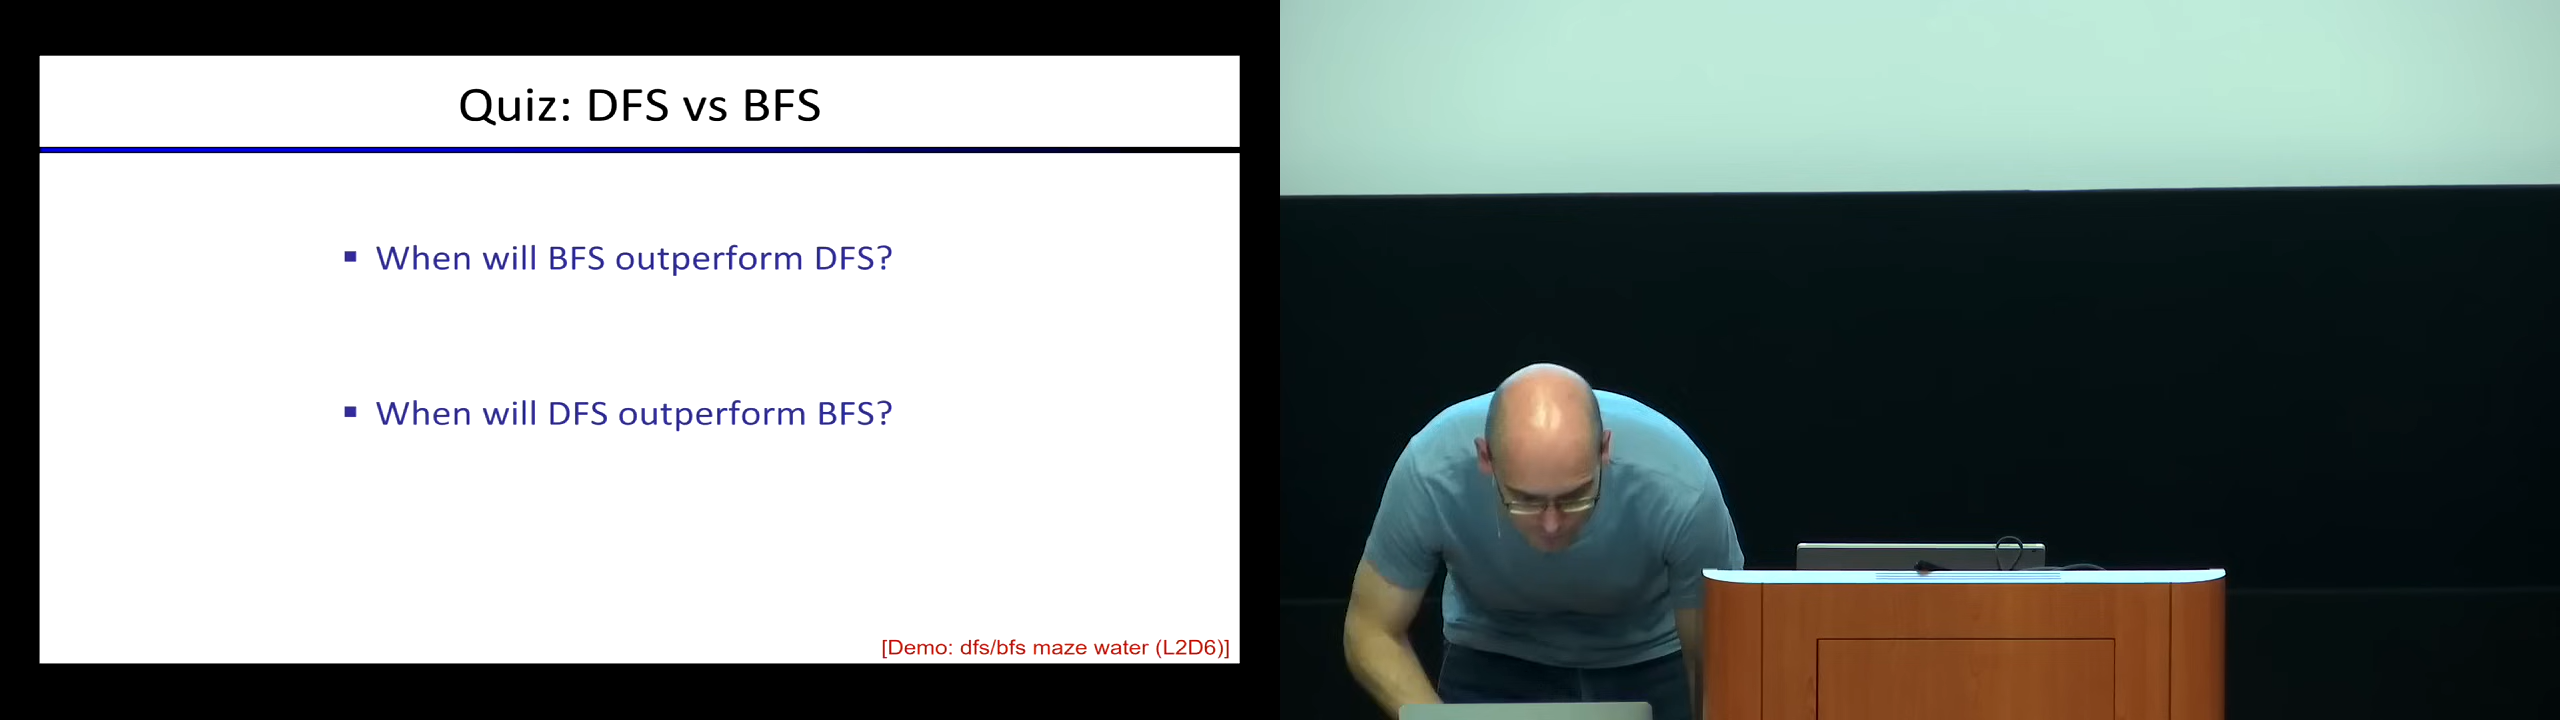 Quiz: DFS vs BFS
▪ When will BFS outperform DFS?
▪ When will DFS outperform BFS?
[Demo: dfs/bfs maze water (L2D6)]